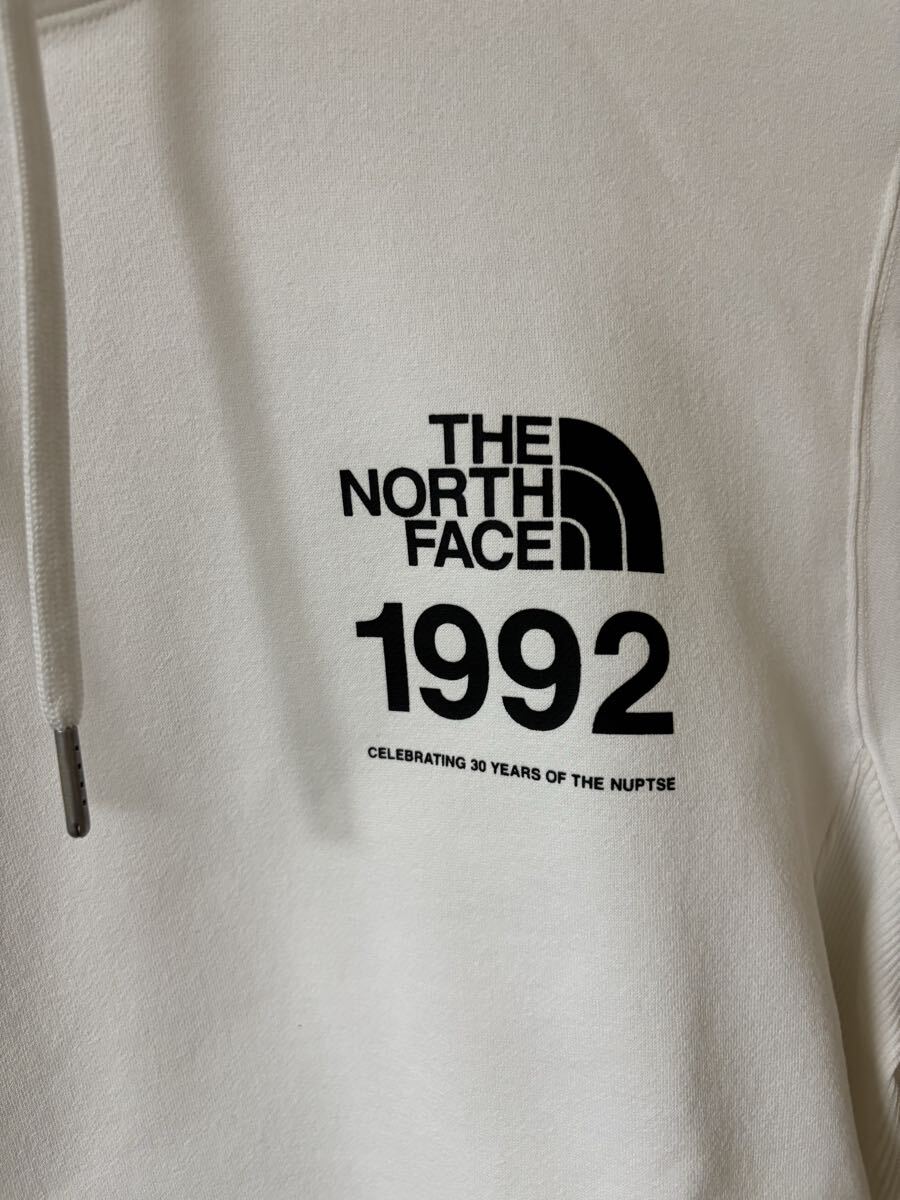 THE
NORTH
FACE
1992
CELEBRATING 30 YEARS OF THE NUPTSE